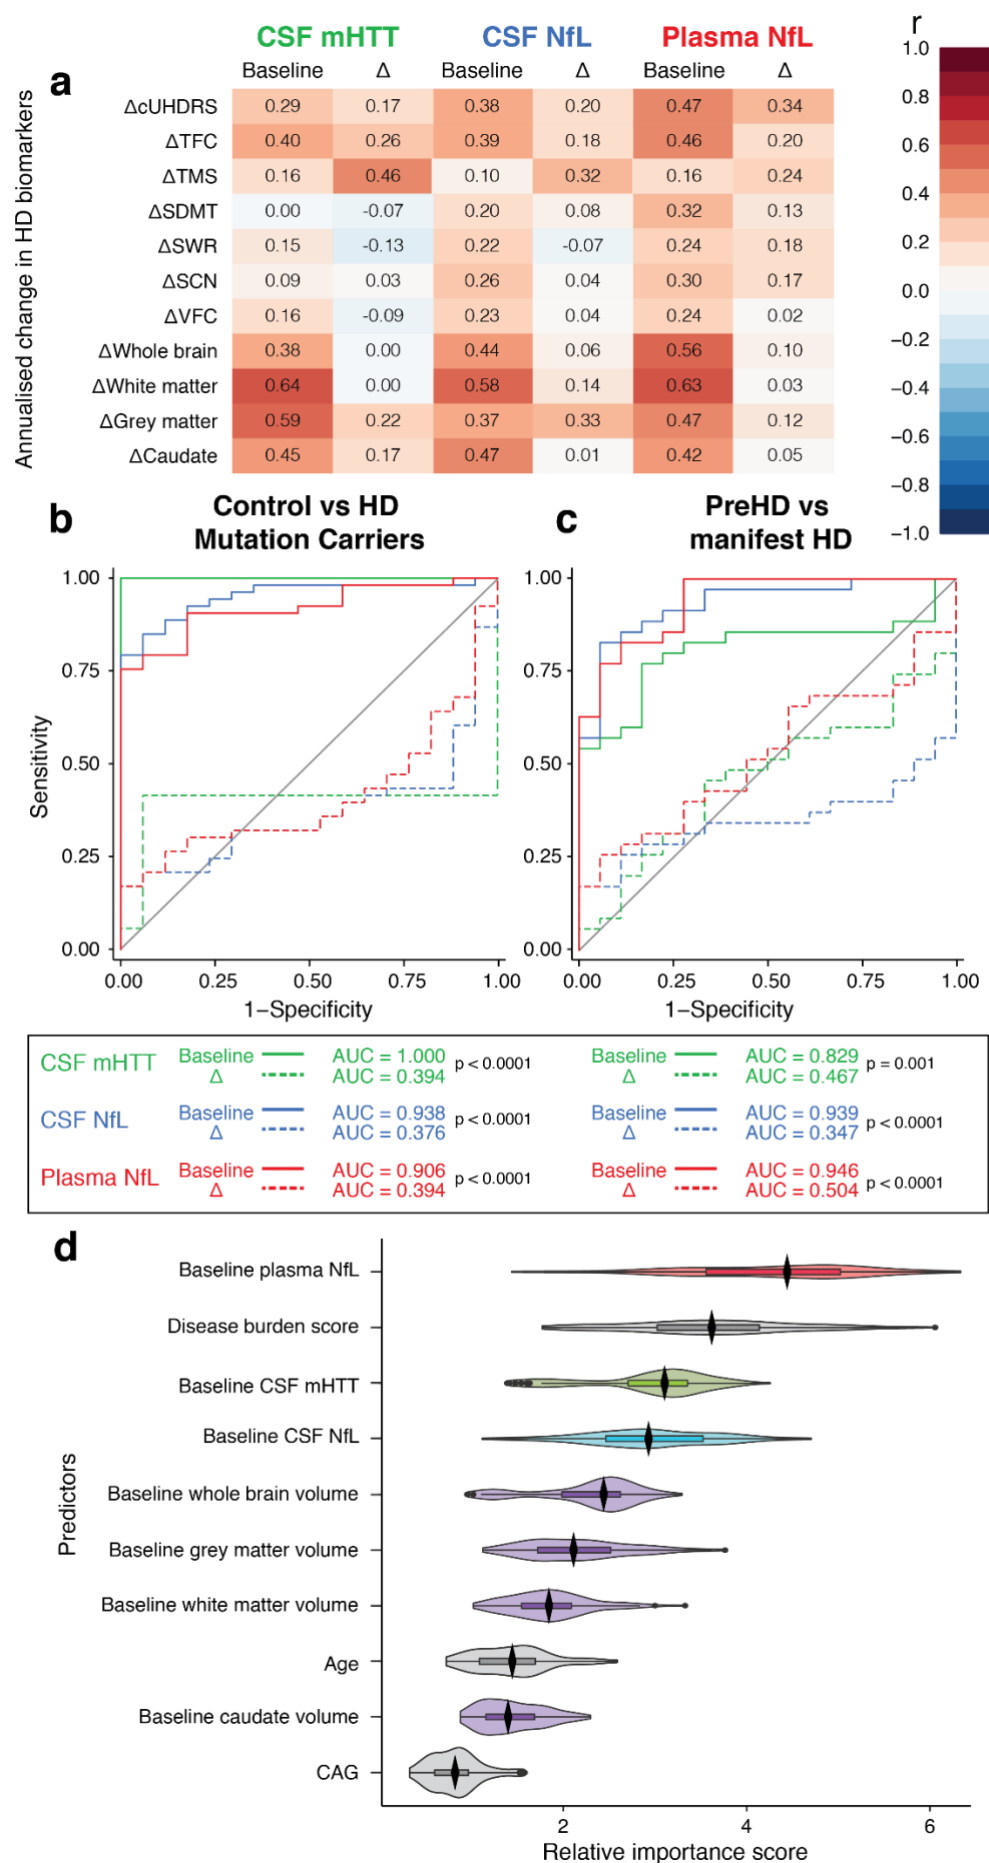 CSF mHTT CSF NfL Plasma NfL r
Baseline Δ Baseline Δ Baseline Δ
a
Annualised change in HD biomarkers
ΔcUHDRS 0.29 0.17 0.38 0.20 0.47 0.34
ΔTFC 0.40 0.26 0.39 0.18 0.46 0.20
ΔTMS 0.16 0.46 0.10 0.32 0.16 0.24
ΔSDMT 0.00 -0.07 0.20 0.08 0.32 0.13
ΔSWR 0.15 -0.13 0.22 -0.07 0.24 0.18
ΔSCN 0.09 0.03 0.26 0.04 0.30 0.17
ΔVFC 0.16 -0.09 0.23 0.04 0.24 0.02
ΔWhole brain 0.38 0.00 0.44 0.06 0.56 0.10
ΔWhite matter 0.64 0.00 0.58 0.14 0.63 0.03
ΔGrey matter 0.59 0.22 0.37 0.33 0.47 0.12
ΔCaudate 0.45 0.17 0.47 0.01 0.42 0.05
1.0
0.8
0.6
0.4
0.2
0.0
−0.2
−0.4
−0.6
−0.8
−1.0
b
Control vs HD
Mutation Carriers
Sensitivity
1.00
0.75
0.50
0.25
0.00
0.00 0.25 0.50 0.75 1.00
1−Specificity
c
PreHD vs
manifest HD
1.00
0.75
0.50
0.25
0.00
0.00 0.25 0.50 0.75 1.00
1−Specificity
CSF mHTT
Baseline AUC = 1.000 p < 0.0001 Baseline AUC = 0.829 p = 0.001
Δ AUC = 0.394 Δ AUC = 0.467
CSF NfL
Baseline AUC = 0.938 p < 0.0001 Baseline AUC = 0.939 p < 0.0001
Δ AUC = 0.376 Δ AUC = 0.347
Plasma NfL
Baseline AUC = 0.906 p < 0.0001 Baseline AUC = 0.946 p < 0.0001
Δ AUC = 0.394 Δ AUC = 0.504
d
Predictors
Baseline plasma NfL
Disease burden score
Baseline CSF mHTT
Baseline CSF NfL
Baseline whole brain volume
Baseline grey matter volume
Baseline white matter volume
Age
Baseline caudate volume
CAG
2 4 6
Relative importance score